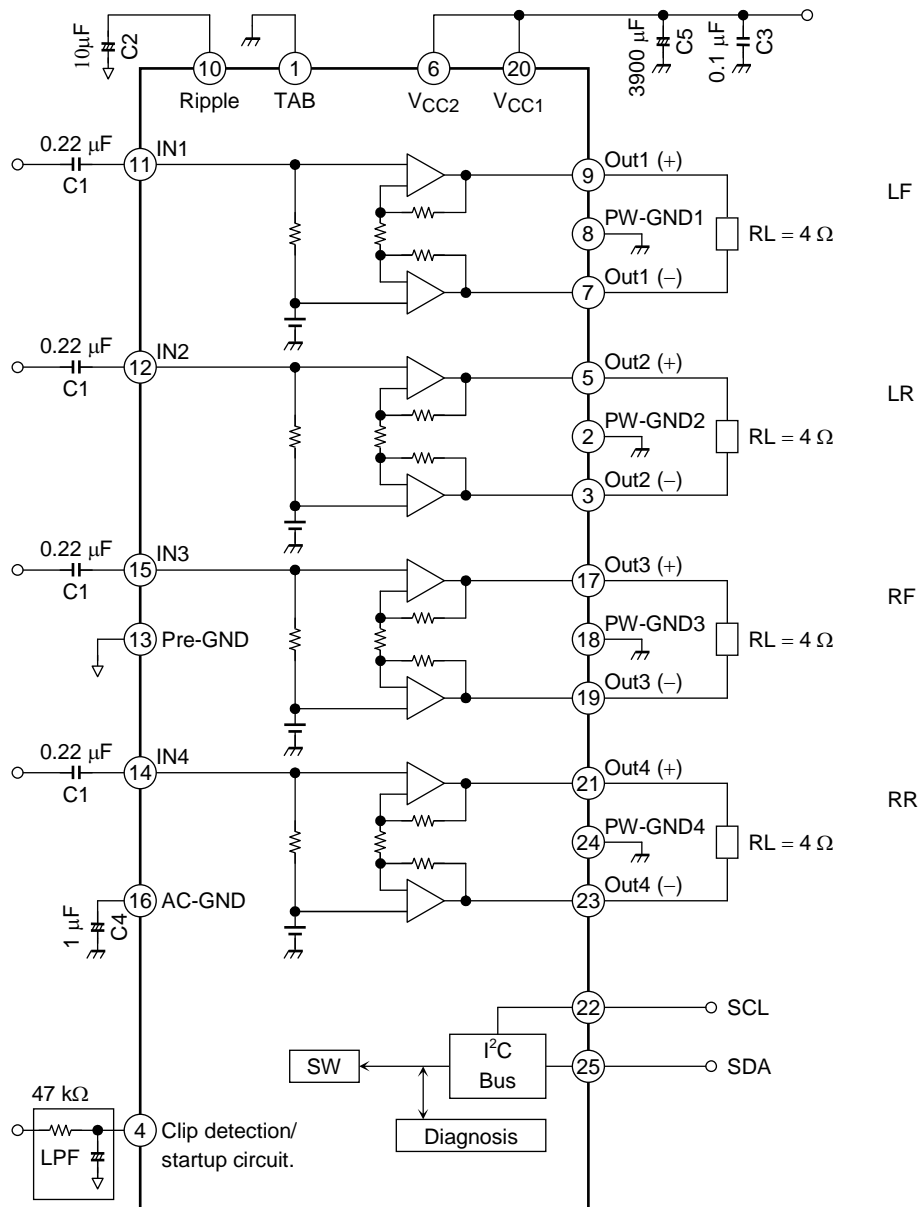 10μF
C2
10
Ripple
1
TAB
6
VCC2
20
VCC1
3900 μF
C5
0.1 μF
C3
0.22 μF
C1
11
IN1
9
Out1 (+)
8
PW-GND1
7
Out1 (−)
RL = 4 Ω
LF
0.22 μF
C1
12
IN2
5
Out2 (+)
2
PW-GND2
3
Out2 (−)
RL = 4 Ω
LR
0.22 μF
C1
15
IN3
13
Pre-GND
17
Out3 (+)
18
PW-GND3
19
Out3 (−)
RL = 4 Ω
RF
0.22 μF
C1
14
IN4
21
Out4 (+)
24
PW-GND4
23
Out4 (−)
RL = 4 Ω
RR
16
AC-GND
1 μF
C4
22
SCL
I²C
Bus
SW
25
SDA
Diagnosis
47 kΩ
LPF
4
Clip detection/
startup circuit.